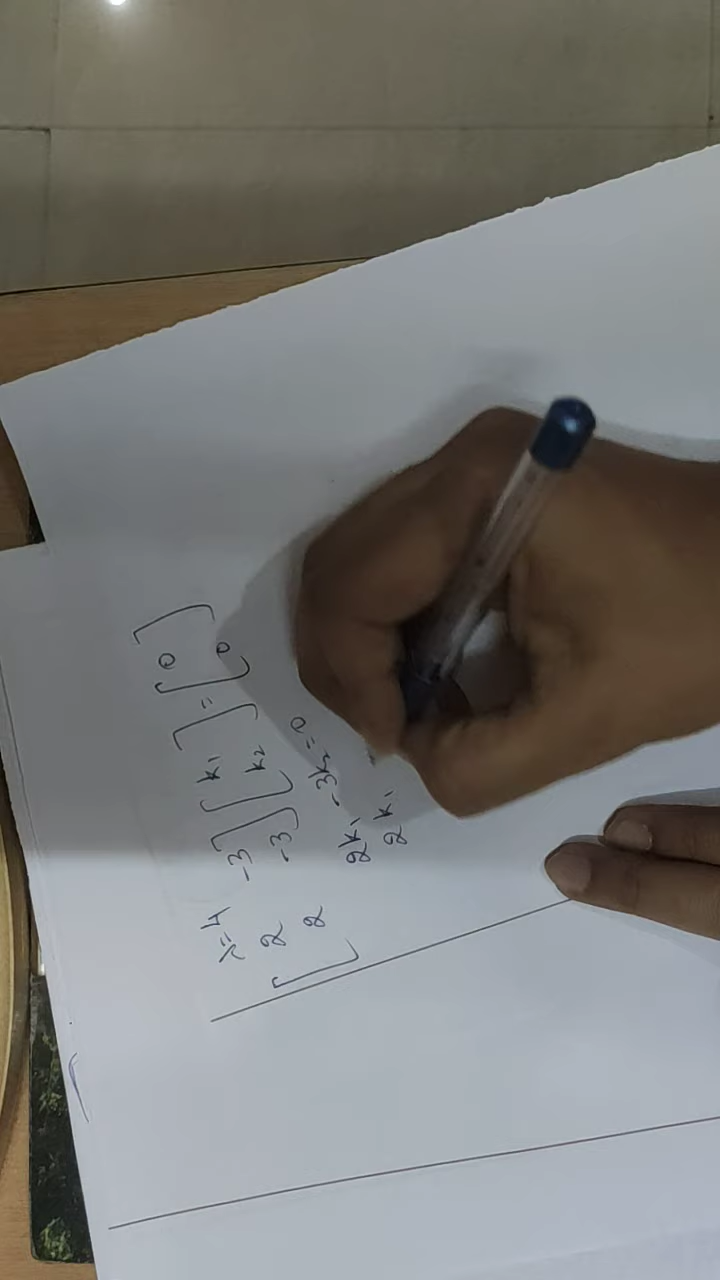 λ=4
[2 -3] [k₁] = [0]
[2 -3] [k₂] [0]
2k₁ - 3k₂ = 0
2k₁